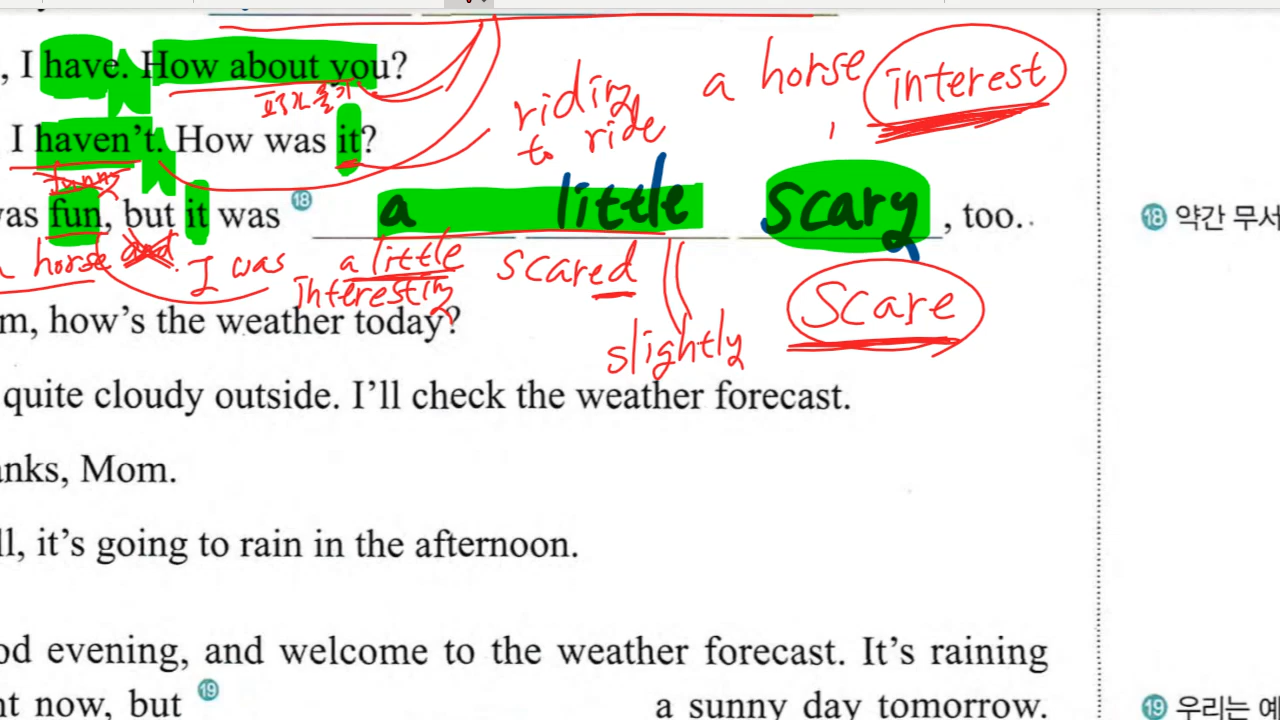 , I have. How about you?
a horse interest
riding
to ride
I haven't. How was it?
funny
was fun, but it was ⑱ a little scary, too.
⑱ 약간 무서
horse I was a little scared
interesting
Scare
slightly
m, how's the weather today?
quite cloudy outside. I'll check the weather forecast.
anks, Mom.
ll, it's going to rain in the afternoon.
od evening, and welcome to the weather forecast. It's raining
ht now, but ⑲ a sunny day tomorrow.
⑲ 우리는 예